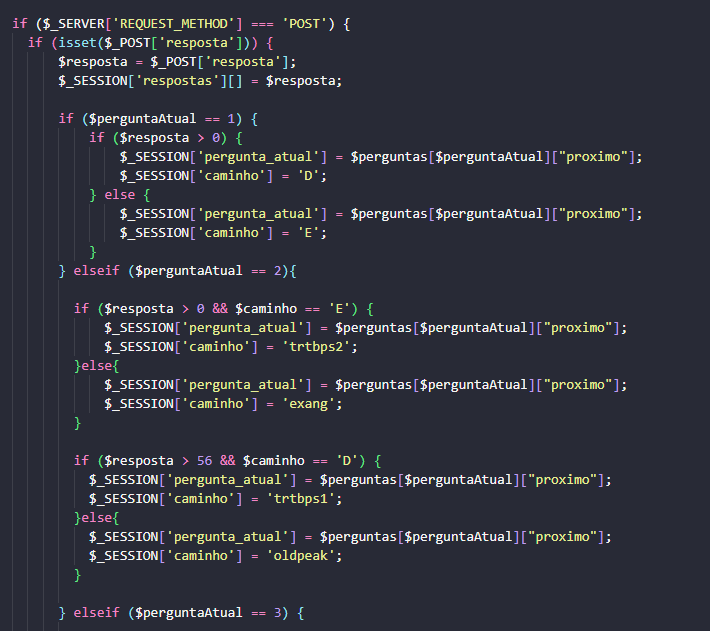 if ($_SERVER['REQUEST_METHOD'] === 'POST') {
if (isset($_POST['resposta'])) {
$resposta = $_POST['resposta'];
$_SESSION['respostas'][] = $resposta;
if ($perguntaAtual == 1) {
if ($resposta > 0) {
$_SESSION['pergunta_atual'] = $perguntas[$perguntaAtual]["proximo"];
$_SESSION['caminho'] = 'D';
} else {
$_SESSION['pergunta_atual'] = $perguntas[$perguntaAtual]["proximo"];
$_SESSION['caminho'] = 'E';
}
} elseif ($perguntaAtual == 2){
if ($resposta > 0 && $caminho == 'E') {
$_SESSION['pergunta_atual'] = $perguntas[$perguntaAtual]["proximo"];
$_SESSION['caminho'] = 'trtbps2';
}else{
$_SESSION['pergunta_atual'] = $perguntas[$perguntaAtual]["proximo"];
$_SESSION['caminho'] = 'exang';
}
if ($resposta > 56 && $caminho == 'D') {
$_SESSION['pergunta_atual'] = $perguntas[$perguntaAtual]["proximo"];
$_SESSION['caminho'] = 'trtbps1';
}else{
$_SESSION['pergunta_atual'] = $perguntas[$perguntaAtual]["proximo"];
$_SESSION['caminho'] = 'oldpeak';
}
} elseif ($perguntaAtual == 3) {